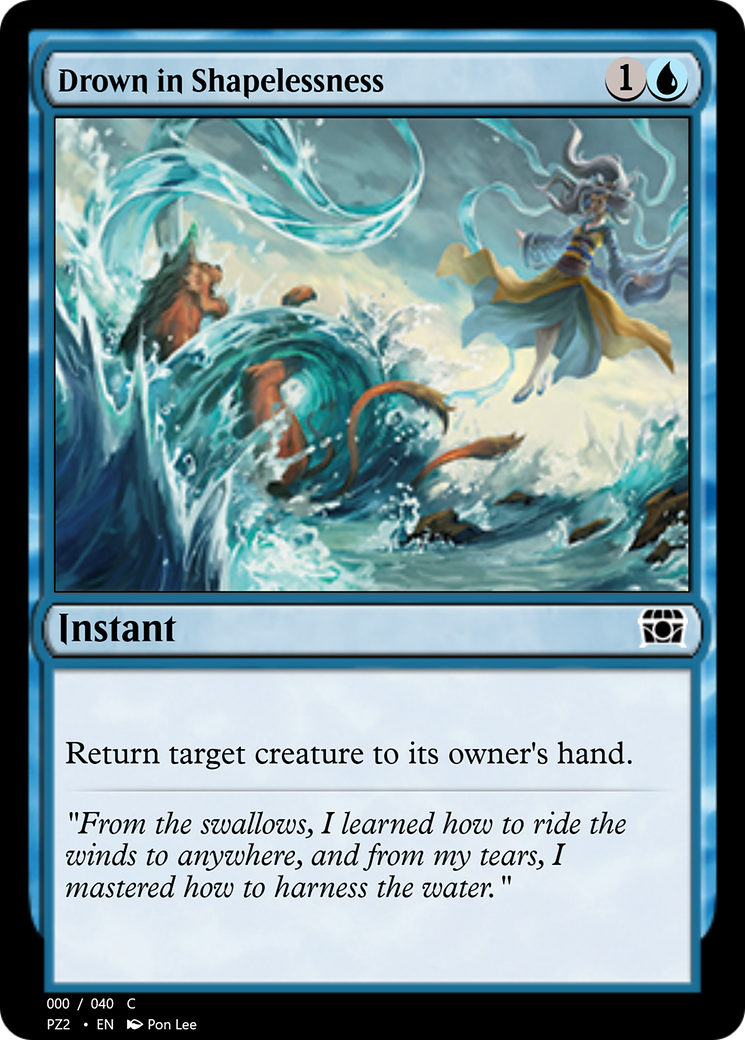 Drown in Shapelessness 1
Instant
Return target creature to its owner's hand.
"From the swallows, I learned how to ride the
winds to anywhere, and from my tears, I
mastered how to harness the water."
000 / 040 C
PZ2 • EN Pon Lee